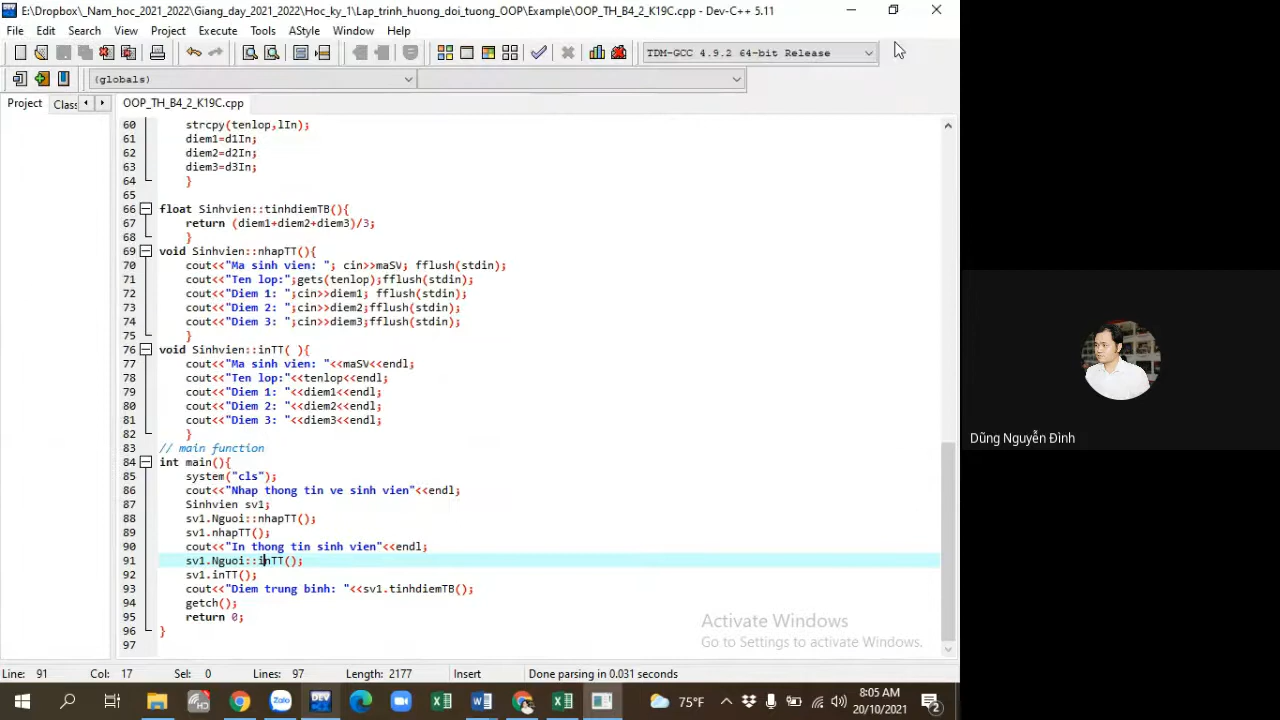 E:\Dropbox\_Nam_hoc_2021_2022\Giang_day_2021_2022\Hoc_ky_1\Lap_trinh_huong_doi_tuong_OOP\Example\OOP_TH_B4_2_K19C.cpp - Dev-C++ 5.11
File Edit Search View Project Execute Tools AStyle Window Help
TDM-GCC 4.9.2 64-bit Release
(globals)
Project Class OOP_TH_B4_2_K19C.cpp
60 strcpy(tenlop,lIn);
61 diem1=d1In;
62 diem2=d2In;
63 diem3=d3In;
64 }
65
66 float Sinhvien::tinhdiemTB(){
67 return (diem1+diem2+diem3)/3;
68 }
69 void Sinhvien::nhapTT(){
70 cout<<"Ma sinh vien: "; cin>>maSV; fflush(stdin);
71 cout<<"Ten lop:";gets(tenlop);fflush(stdin);
72 cout<<"Diem 1: ";cin>>diem1; fflush(stdin);
73 cout<<"Diem 2: ";cin>>diem2;fflush(stdin);
74 cout<<"Diem 3: ";cin>>diem3;fflush(stdin);
75 }
76 void Sinhvien::inTT( ){
77 cout<<"Ma sinh vien: "<<maSV<<endl;
78 cout<<"Ten lop:"<<tenlop<<endl;
79 cout<<"Diem 1: "<<diem1<<endl;
80 cout<<"Diem 2: "<<diem2<<endl;
81 cout<<"Diem 3: "<<diem3<<endl;
82 }
83 // main function
84 int main(){
85 system("cls");
86 cout<<"Nhap thong tin ve sinh vien"<<endl;
87 Sinhvien sv1;
88 sv1.Nguoi::nhapTT();
89 sv1.nhapTT();
90 cout<<"In thong tin sinh vien"<<endl;
91 sv1.Nguoi::inTT();
92 sv1.inTT();
93 cout<<"Diem trung binh: "<<sv1.tinhdiemTB();
94 getch();
95 return 0;
96 }
97
Activate Windows
Go to Settings to activate Windows.
Dũng Nguyễn Đình
Line: 91 Col: 17 Sel: 0 Lines: 97 Length: 2177 Insert Done parsing in 0.031 seconds
Zalo DEV 75°F 8:05 AM
20/10/2021 2